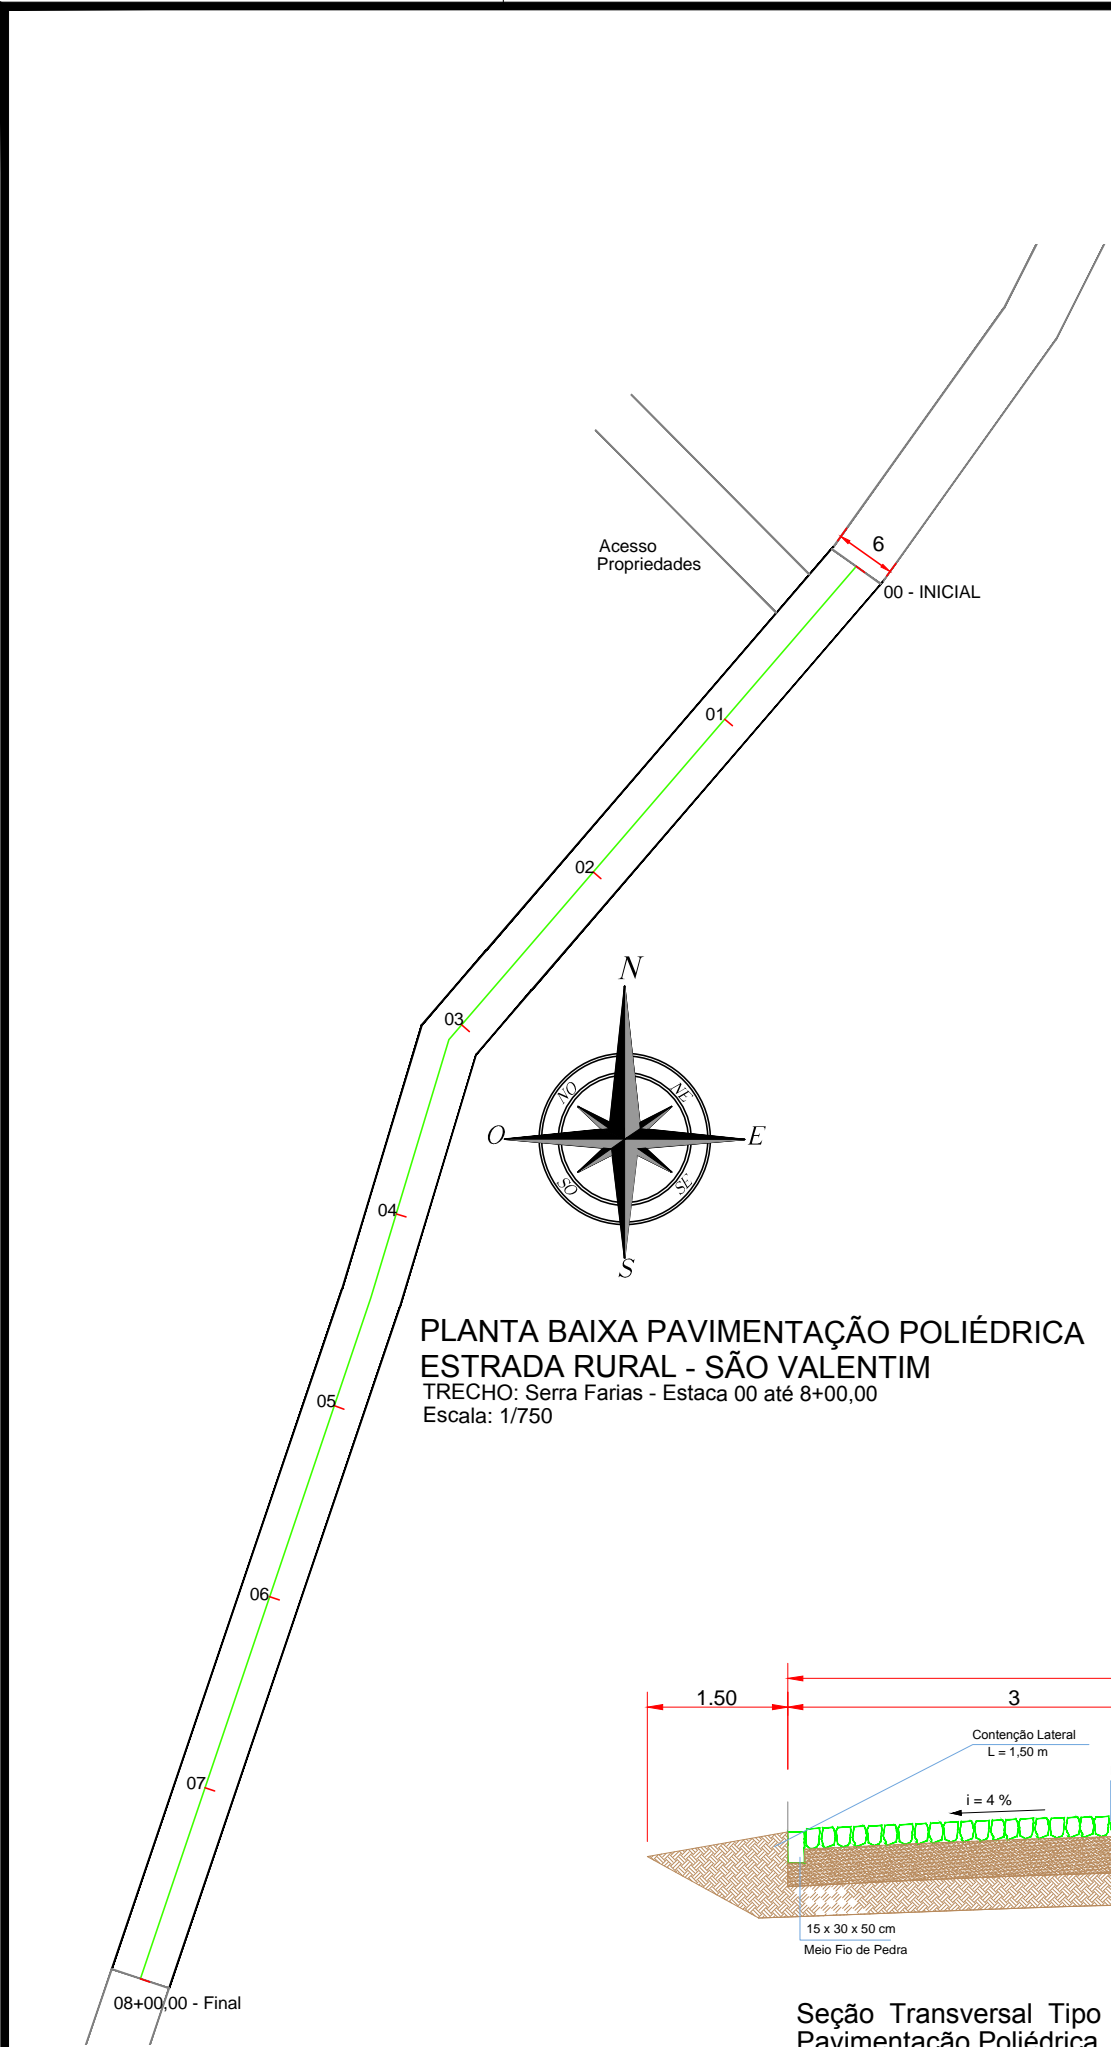 6
Acesso
Propriedades
00 - INICIAL
01
02
03
N
NO
NE
O
E
SO
SE
S
04
PLANTA BAIXA PAVIMENTAÇÃO POLIÉDRICA
ESTRADA RURAL - SÃO VALENTIM
TRECHO: Serra Farias - Estaca 00 até 8+00,00
Escala: 1/750
05
06
07
08+00,00 - Final
1.50
3
Contenção Lateral
L = 1,50 m
i = 4 %
15 x 30 x 50 cm
Meio Fio de Pedra
Seção Transversal Tipo
Pavimentação Poliédrica